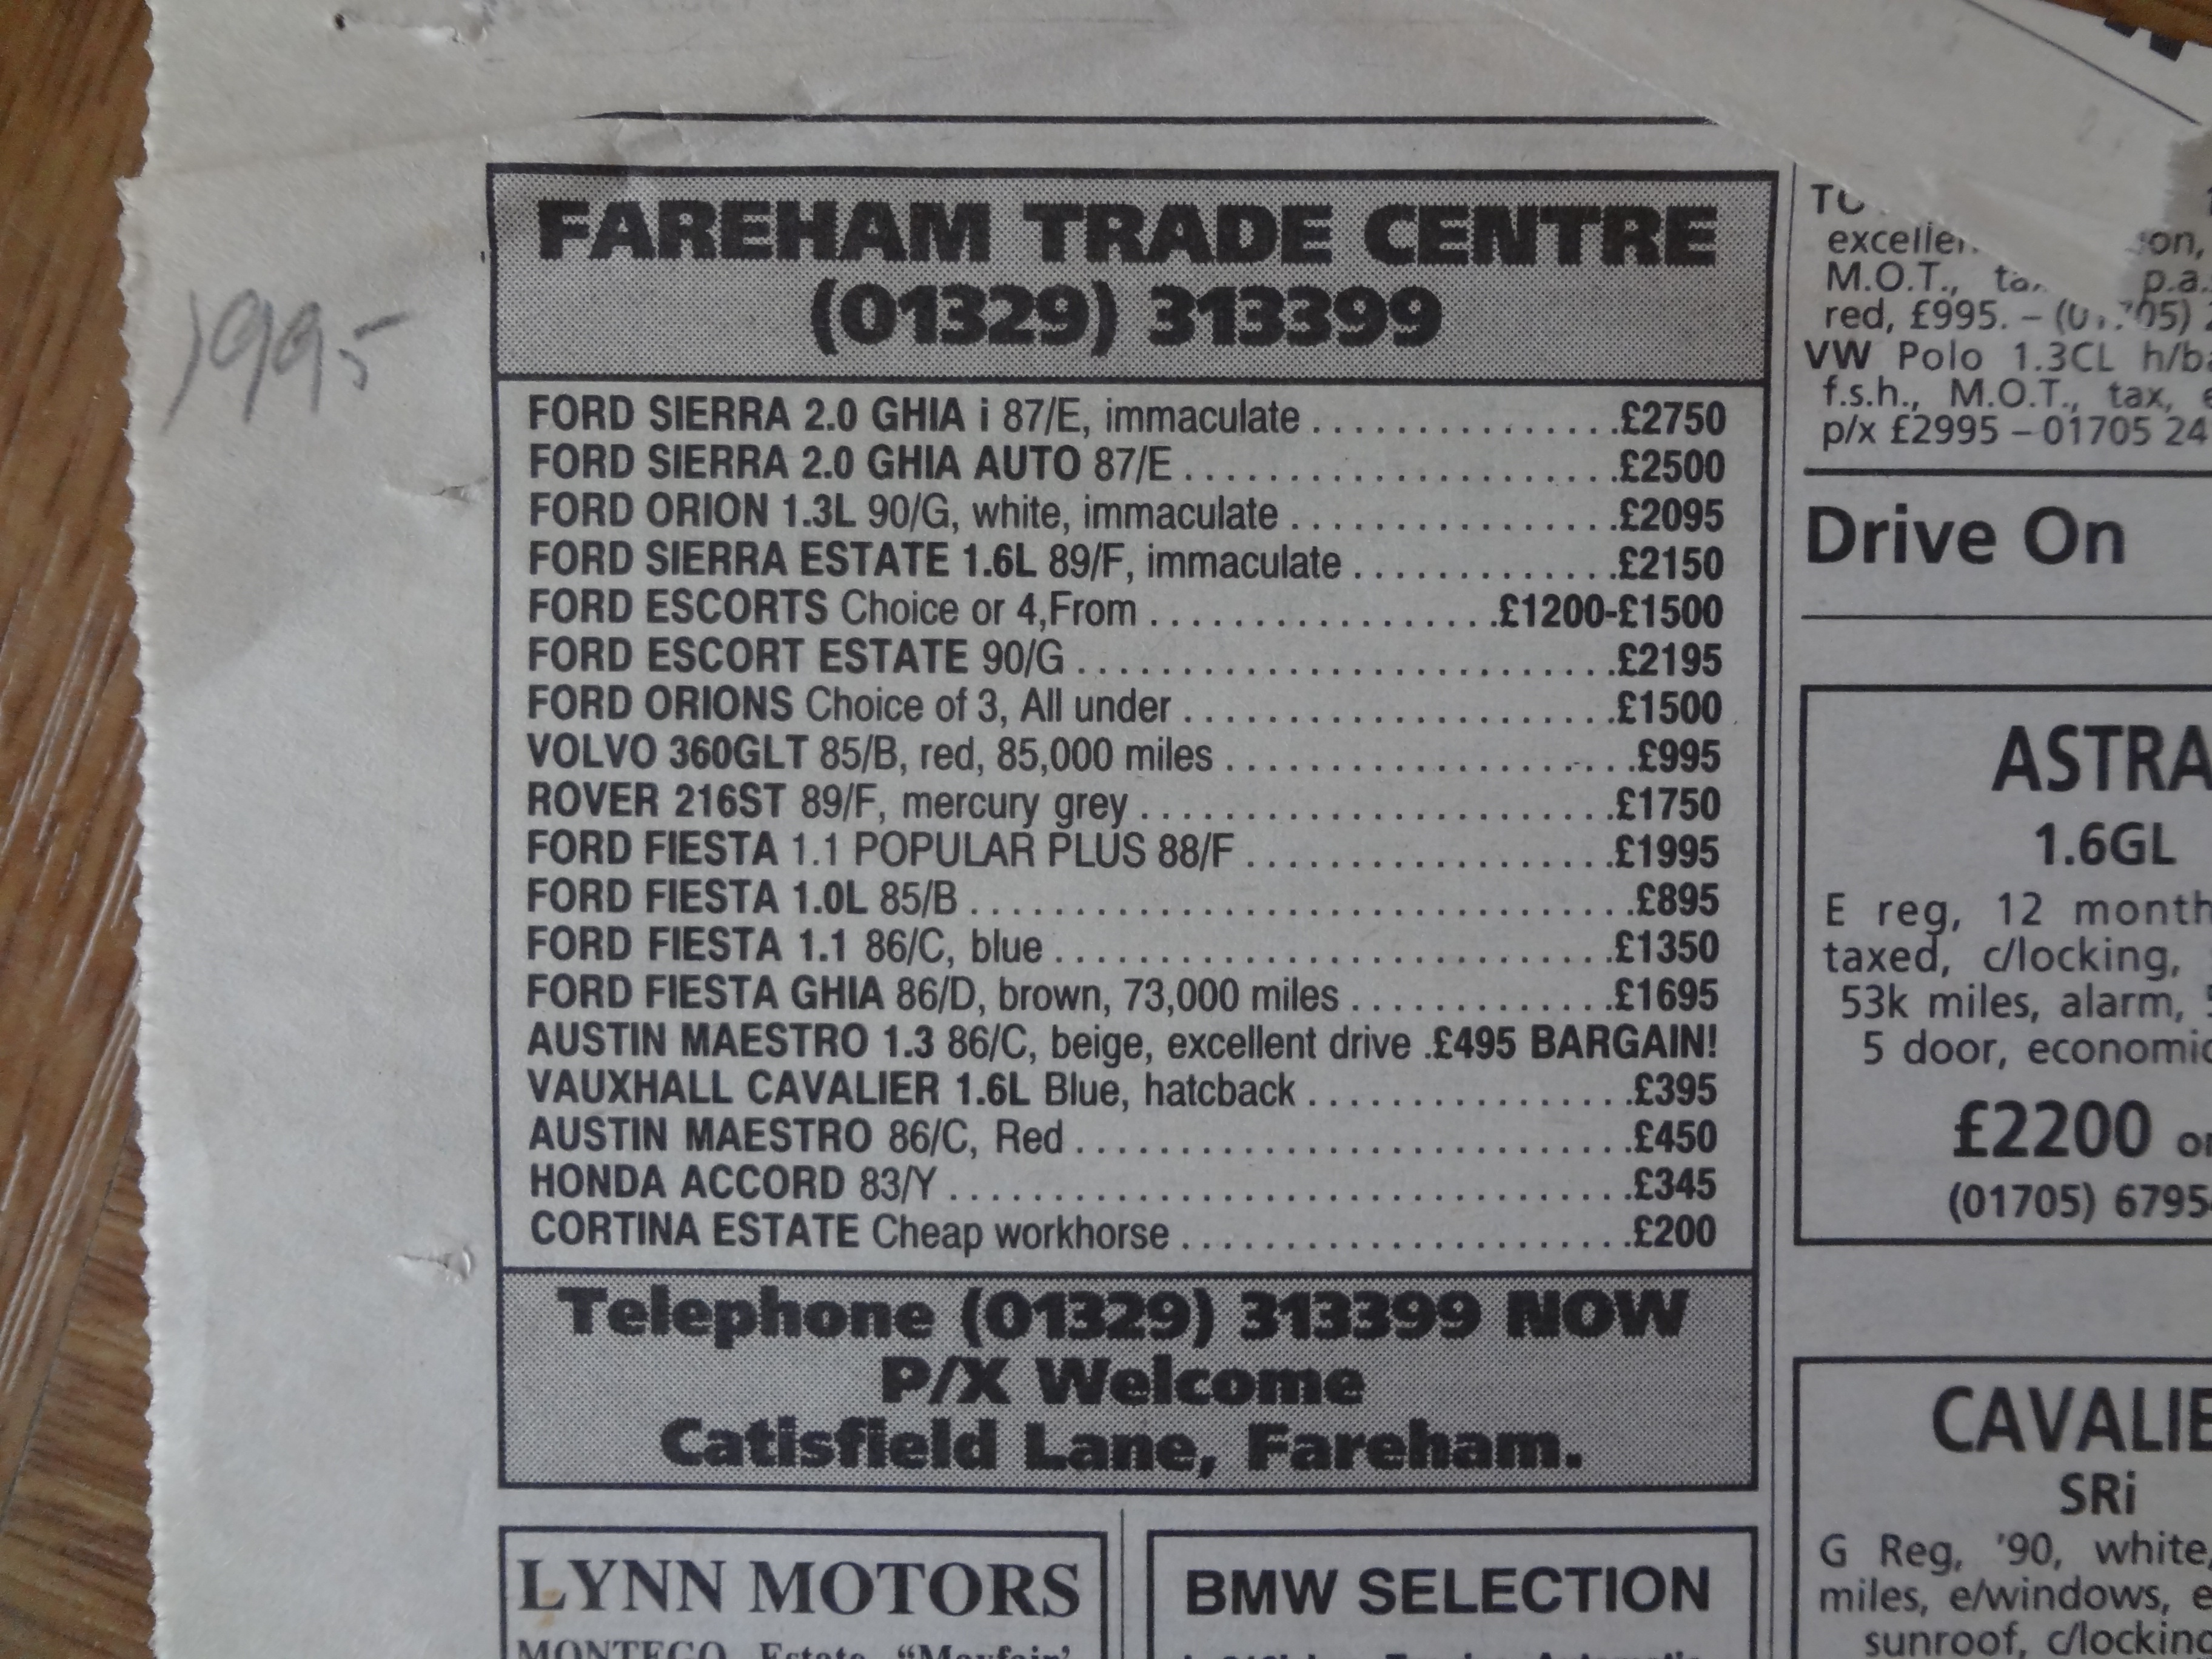 1995
FAREHAM TRADE CENTRE
(01329) 313399
FORD SIERRA 2.0 GHIA i 87/E, immaculate ................£2750
FORD SIERRA 2.0 GHIA AUTO 87/E ......................£2500
FORD ORION 1.3L 90/G, white, immaculate ................£2095
FORD SIERRA ESTATE 1.6L 89/F, immaculate .............£2150
FORD ESCORTS Choice or 4,From .................£1200-£1500
FORD ESCORT ESTATE 90/G ...........................£2195
FORD ORIONS Choice of 3, All under .....................£1500
VOLVO 360GLT 85/B, red, 85,000 miles ....................£995
ROVER 216ST 89/F, mercury grey .......................£1750
FORD FIESTA 1.1 POPULAR PLUS 88/F ..................£1995
FORD FIESTA 1.0L 85/B ................................£895
FORD FIESTA 1.1 86/C, blue ...........................£1350
FORD FIESTA GHIA 86/D, brown, 73,000 miles .............£1695
AUSTIN MAESTRO 1.3 86/C, beige, excellent drive .£495 BARGAIN!
VAUXHALL CAVALIER 1.6L Blue, hatcback ................£395
AUSTIN MAESTRO 86/C, Red ...........................£450
HONDA ACCORD 83/Y .................................£345
CORTINA ESTATE Cheap workhorse ......................£200
Telephone (01329) 313399 NOW
P/X Welcome
Catisfield Lane, Fareham.
LYNN MOTORS
MONTEGO Estate "Mayfair'
BMW SELECTION
M.O.T., p.a.
red, £995. –
VW Polo 1.3CL
f.s.h., M.O.T., tax,
p/x £2995 – 01705 24
Drive On
ASTRA
1.6GL
E reg, 12 month
taxed, c/locking,
53k miles, alarm,
5 door,
£2200
(01705) 6795
SRi
G Reg, '90, white,
miles, e/windows,
sunroof,